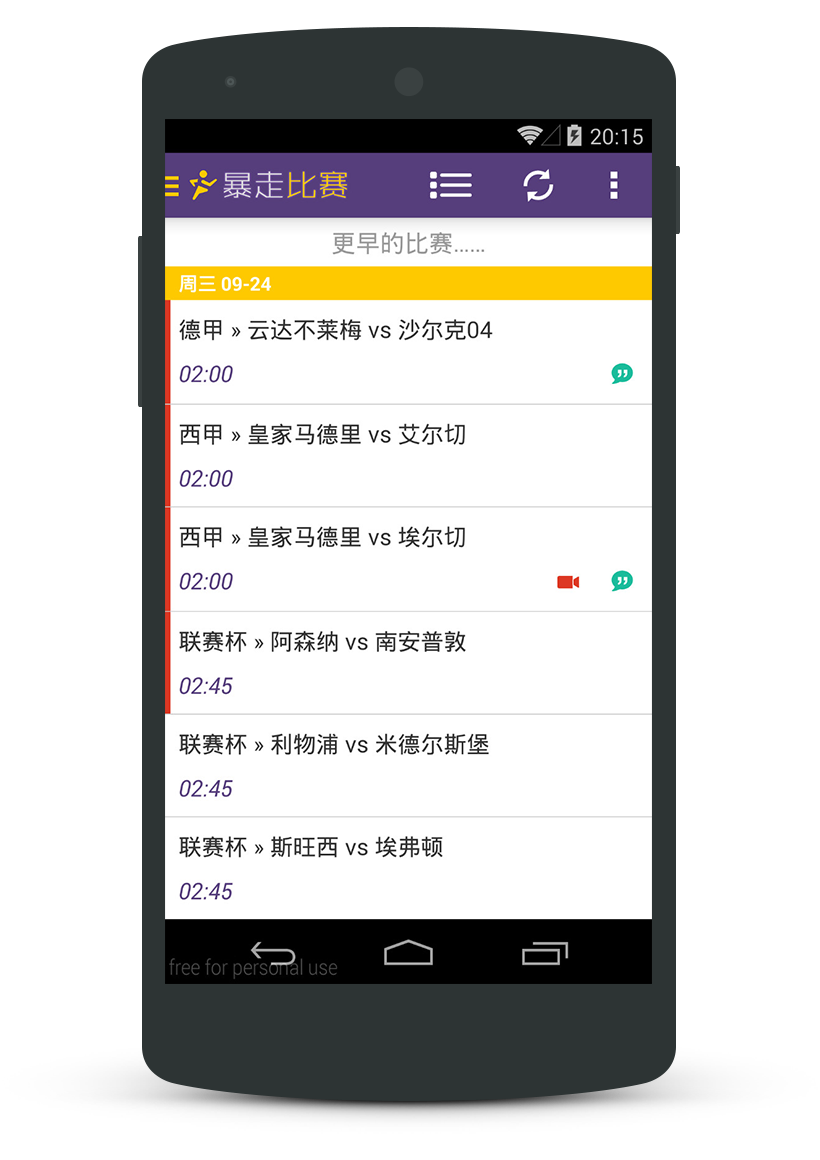 20:15
暴走比赛
更早的比赛......
周三 09-24
德甲 » 云达不莱梅 vs 沙尔克04
02:00
西甲 » 皇家马德里 vs 艾尔切
02:00
西甲 » 皇家马德里 vs 埃尔切
02:00
联赛杯 » 阿森纳 vs 南安普敦
02:45
联赛杯 » 利物浦 vs 米德尔斯堡
02:45
联赛杯 » 斯旺西 vs 埃弗顿
02:45
free for personal use